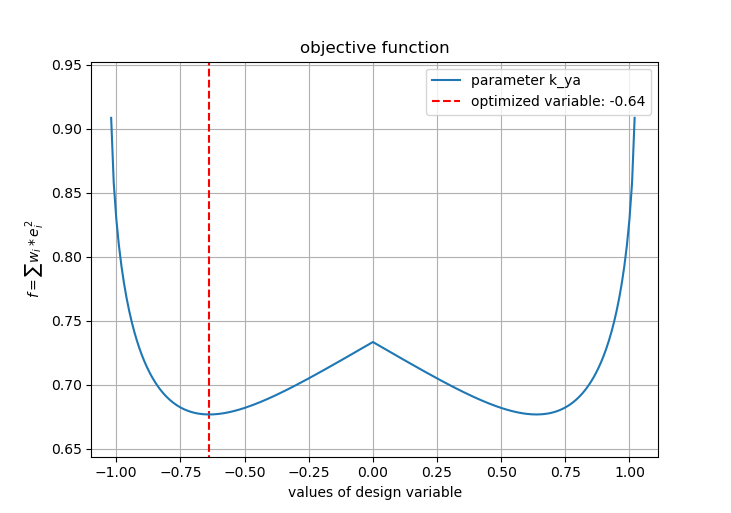 objective function
0.95
0.90
0.85
0.80
0.75
0.70
0.65
f = ∑ w_i * e_i^2
parameter k_ya
optimized variable: -0.64
−1.00 −0.75 −0.50 −0.25 0.00 0.25 0.50 0.75 1.00
values of design variable